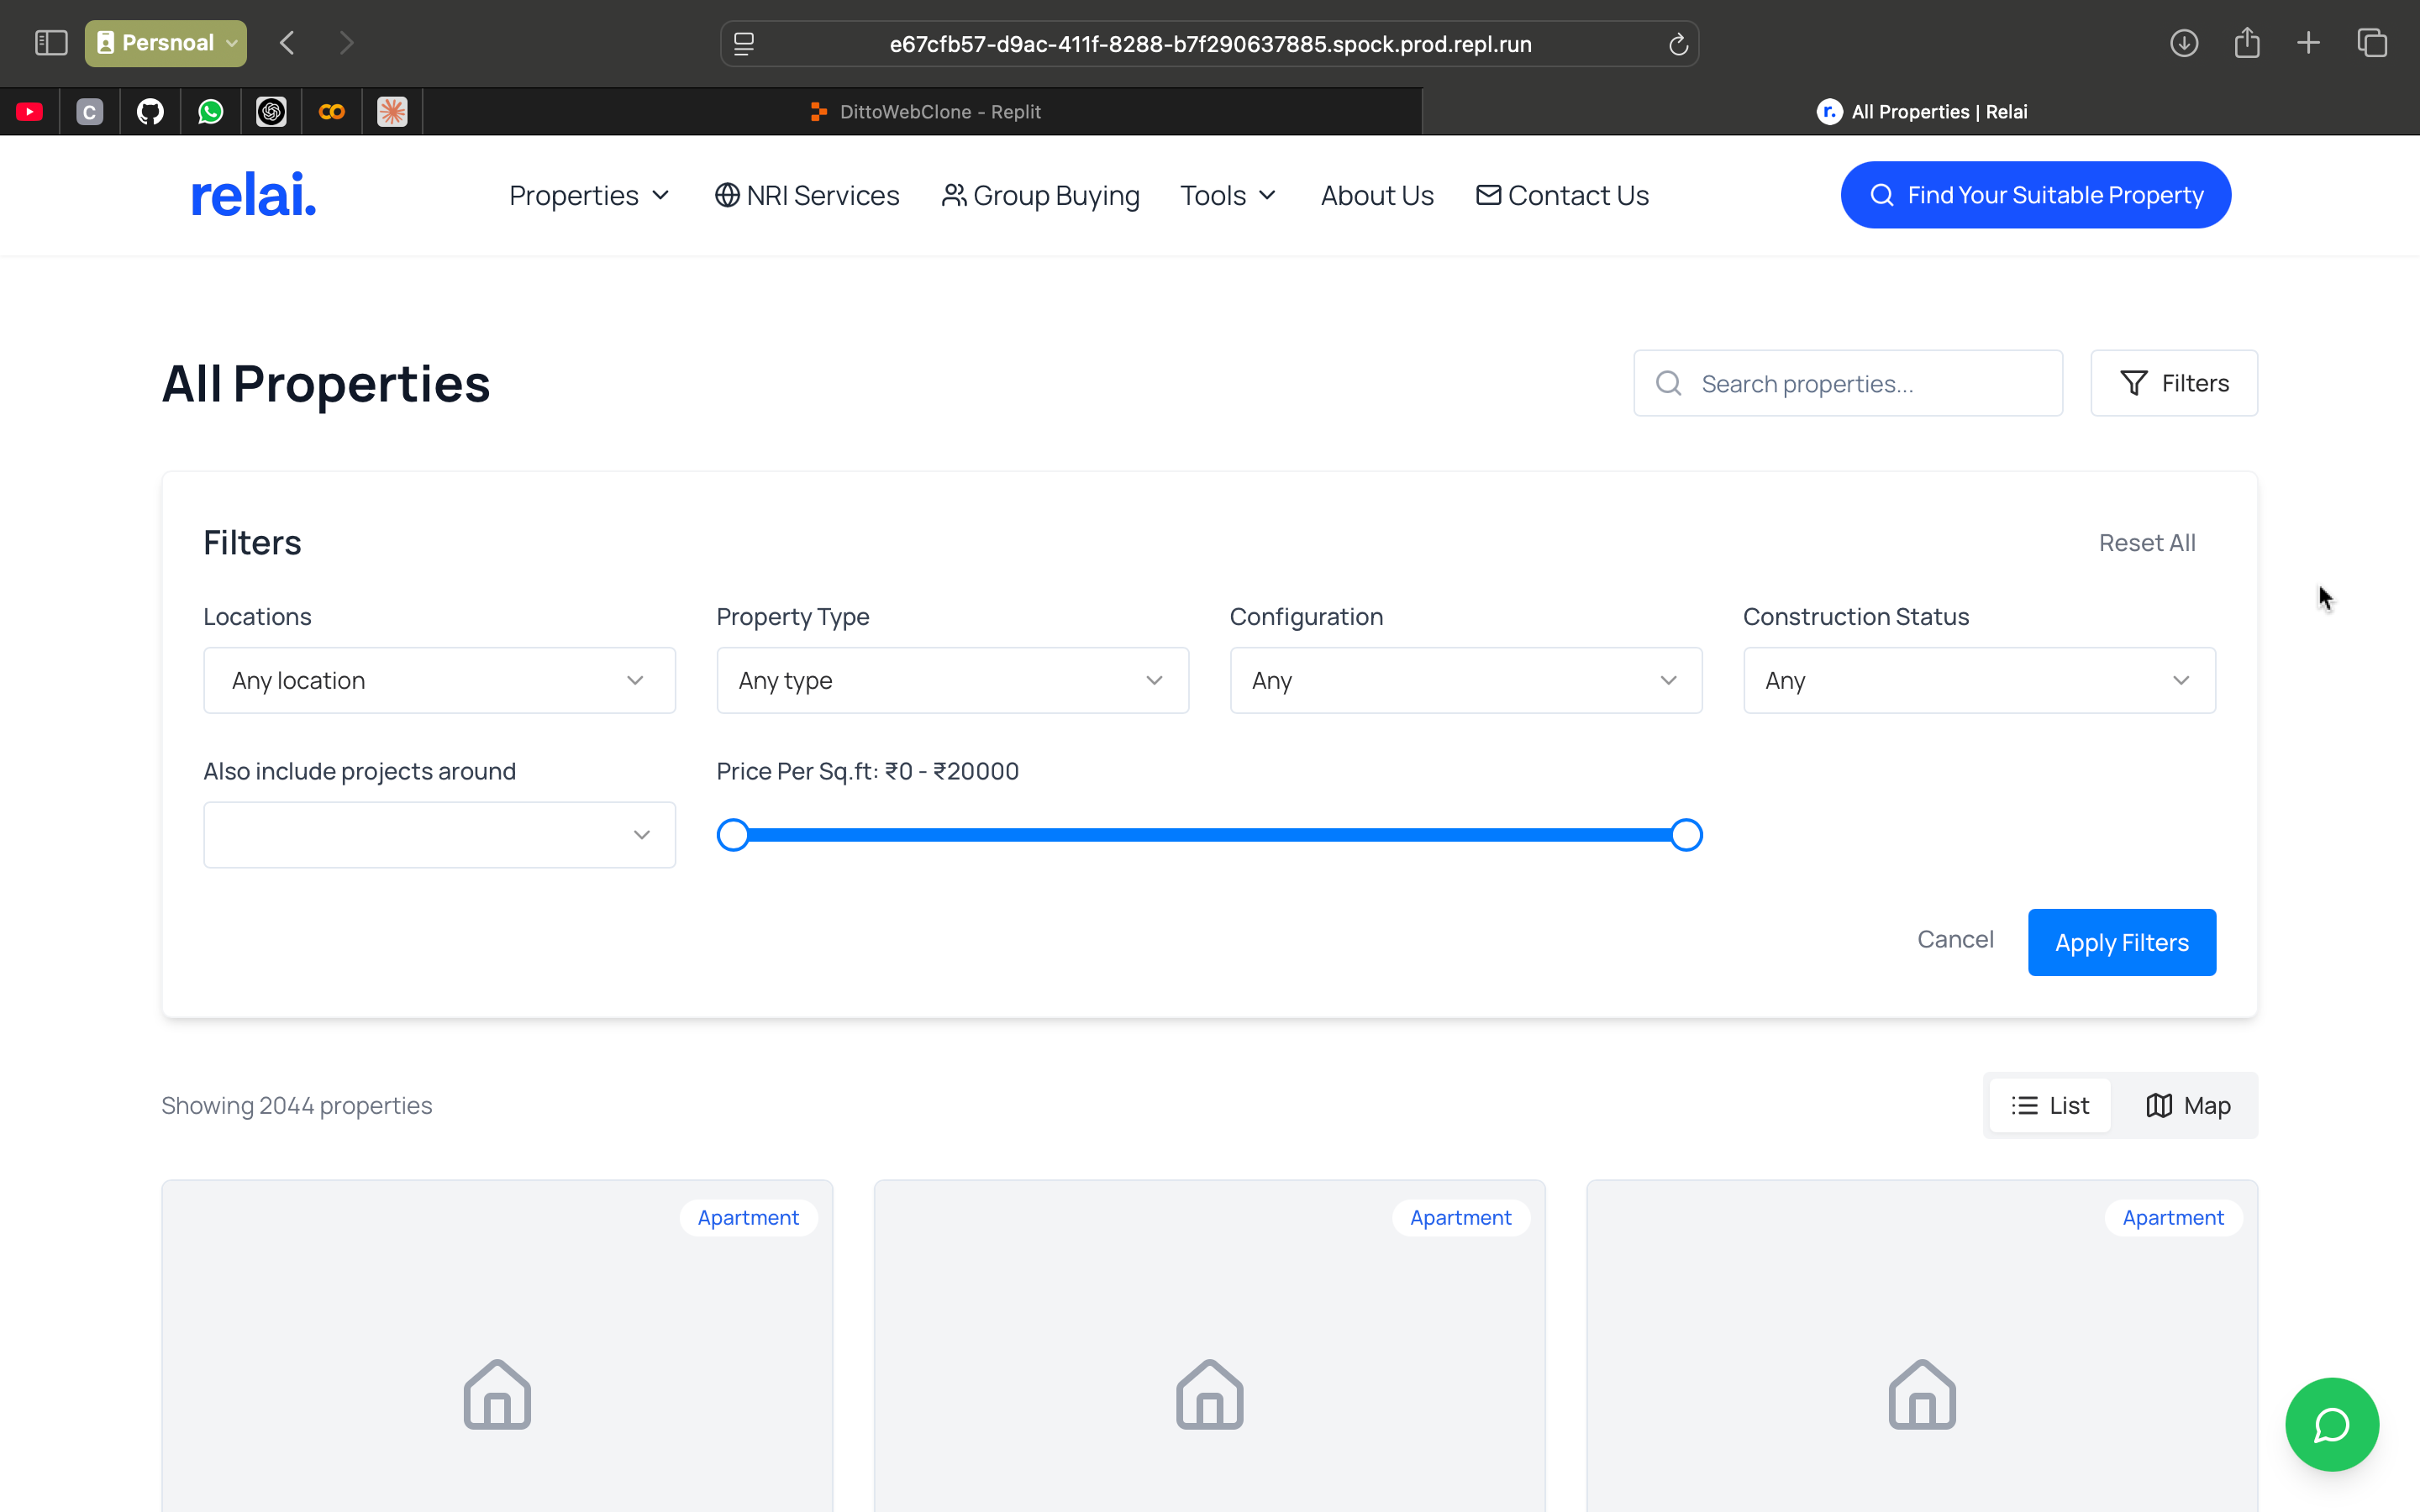 Persnoal
e67cfb57-d9ac-411f-8288-b7f290637885.spock.prod.repl.run
C
DittoWebClone - Replit
r. All Properties | Relai
relai.
Properties
NRI Services
Group Buying
Tools
About Us
Contact Us
Find Your Suitable Property
All Properties
Search properties...
Filters
Filters
Reset All
Locations
Property Type
Configuration
Construction Status
Any location
Any type
Any
Any
Also include projects around
Price Per Sq.ft: ₹0 - ₹20000
Cancel
Apply Filters
Showing 2044 properties
List
Map
Apartment
Apartment
Apartment